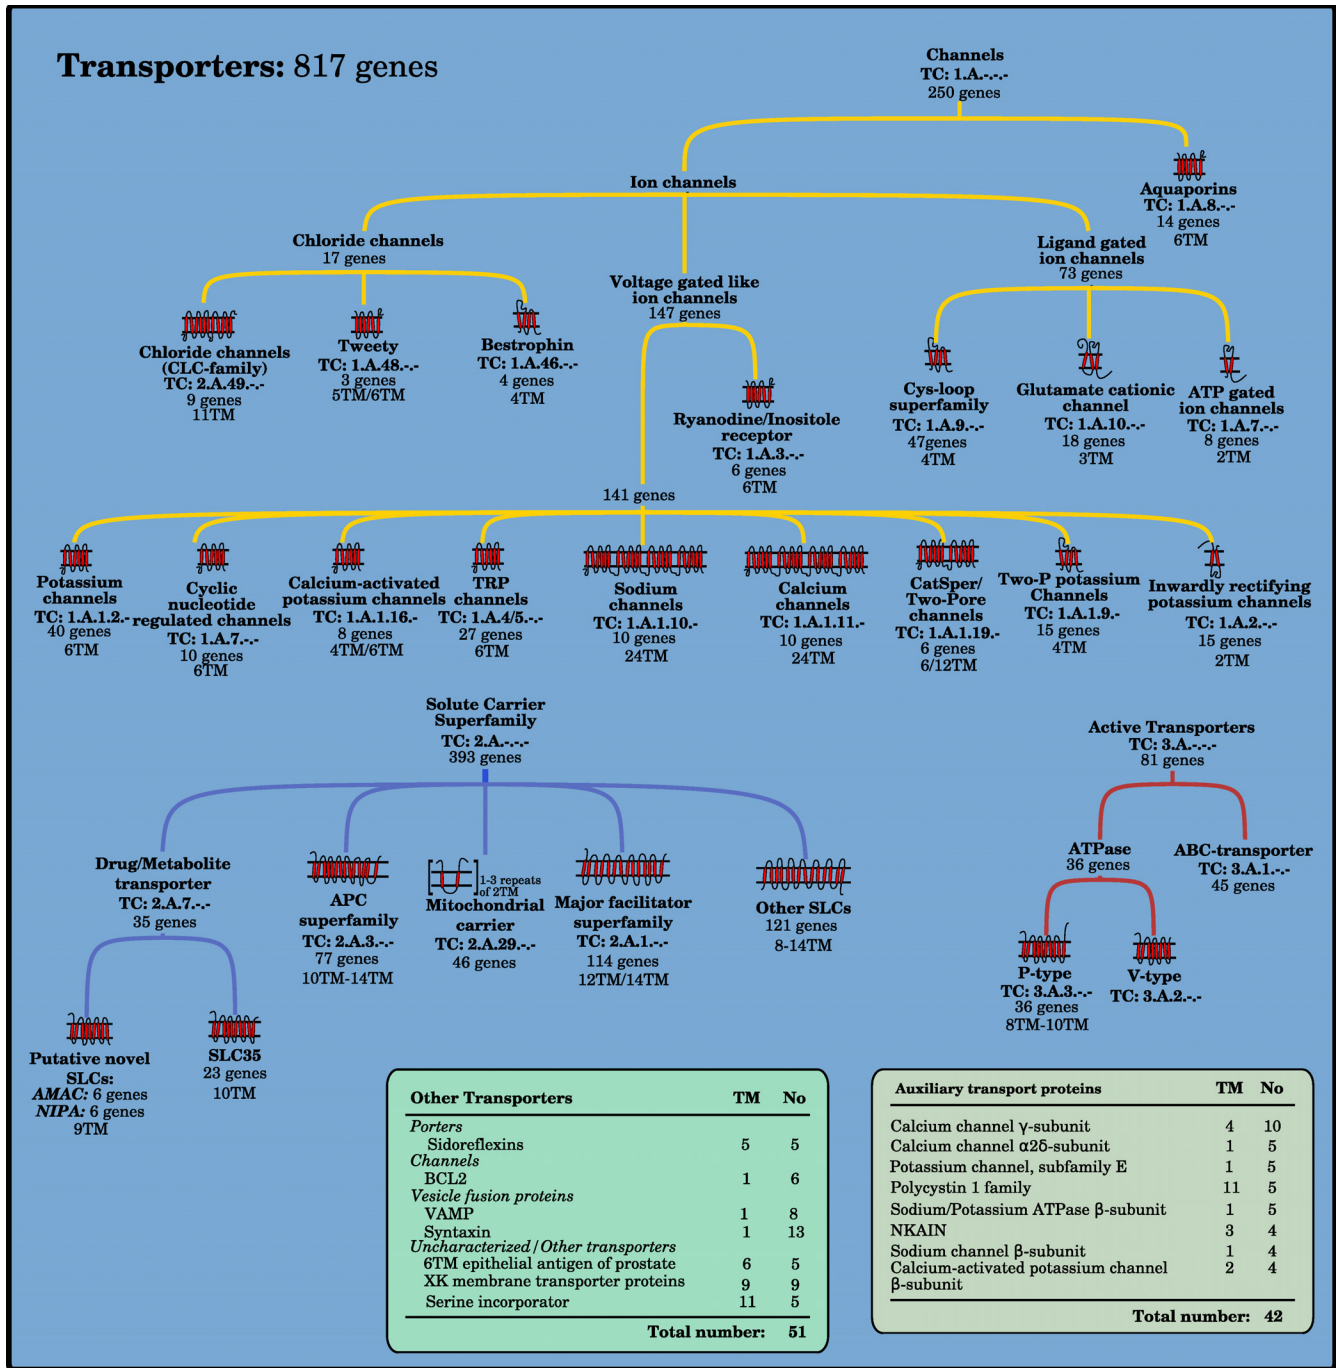 Transporters: 817 genes
Channels
TC: 1.A.-.-.-
250 genes
Ion channels
Aquaporins
TC: 1.A.8.-.-
14 genes
6TM
Chloride channels
17 genes
Voltage gated like
ion channels
147 genes
Ligand gated
ion channels
73 genes
Chloride channels
(CLC-family)
TC: 2.A.49.-.-
9 genes
11TM
Tweety
TC: 1.A.48.-.-
3 genes
5TM/6TM
Bestrophin
TC: 1.A.46.-.-
4 genes
4TM
Ryanodine/Inositole
receptor
TC: 1.A.3.-.-
6 genes
6TM
Cys-loop
superfamily
TC: 1.A.9.-.-
47genes
4TM
Glutamate cationic
channel
TC: 1.A.10.-.-
18 genes
3TM
ATP gated
ion channels
TC: 1.A.7.-.-
8 genes
2TM
141 genes
Potassium
channels
TC: 1.A.1.2.-
40 genes
6TM
Cyclic
nucleotide
regulated channels
TC: 1.A.7.-.-
10 genes
6TM
Calcium-activated
potassium channels
TC: 1.A.1.16.-
8 genes
4TM/6TM
TRP
channels
TC: 1.A.4/5.-.-
27 genes
6TM
Sodium
channels
TC: 1.A.1.10.-
10 genes
24TM
Calcium
channels
TC: 1.A.1.11.-
10 genes
24TM
CatSper/
Two-Pore
channels
TC: 1.A.1.19.-
6 genes
6/12TM
Two-P potassium
Channels
TC: 1.A.1.9.-
15 genes
4TM
Inwardly rectifying
potassium channels
TC: 1.A.2.-.-
15 genes
2TM
Solute Carrier
Superfamily
TC: 2.A.-.-.-
393 genes
Active Transporters
TC: 3.A.-.-.-
81 genes
Drug/Metabolite
transporter
TC: 2.A.7.-.-
35 genes
APC
superfamily
TC: 2.A.3.-.-
77 genes
10TM-14TM
1-3 repeats
of 2TM
Mitochondrial
carrier
TC: 2.A.29.-.-
46 genes
Major facilitator
superfamily
TC: 2.A.1.-.-
114 genes
12TM/14TM
Other SLCs
121 genes
8-14TM
ATPase
36 genes
ABC-transporter
TC: 3.A.1.-.-
45 genes
P-type
TC: 3.A.3.-.-
36 genes
8TM-10TM
V-type
TC: 3.A.2.-.-
Putative novel
SLCs:
AMAC: 6 genes
NIPA: 6 genes
9TM
SLC35
23 genes
10TM
Other Transporters TM No
Porters
Sidoreflexins 5 5
Channels
BCL2 1 6
Vesicle fusion proteins
VAMP 1 8
Syntaxin 1 13
Uncharacterized/Other transporters
6TM epithelial antigen of prostate 6 5
XK membrane transporter proteins 9 9
Serine incorporator 11 5
Total number: 51
Auxiliary transport proteins TM No
Calcium channel γ-subunit 4 10
Calcium channel α2δ-subunit 1 5
Potassium channel, subfamily E 1 5
Polycystin 1 family 11 5
Sodium/Potassium ATPase β-subunit 1 5
NKAIN 3 4
Sodium channel β-subunit 1 4
Calcium-activated potassium channel 2 4
β-subunit
Total number: 42